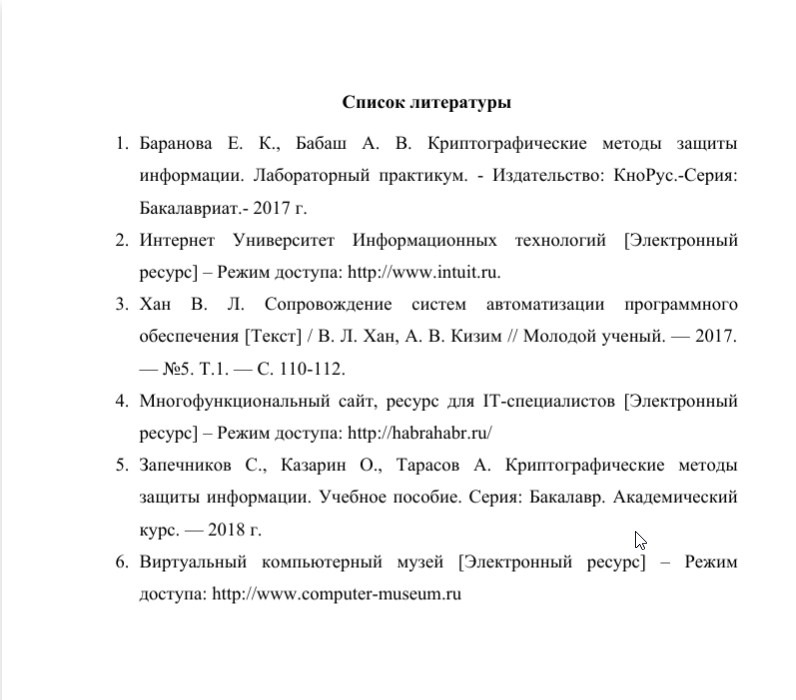 Список литературы
1. Баранова Е. К., Бабаш А. В. Криптографические методы защиты
информации. Лабораторный практикум. - Издательство: КноРус.-Серия:
Бакалавриат.- 2017 г.
2. Интернет Университет Информационных технологий [Электронный
ресурс] – Режим доступа: http://www.intuit.ru.
3. Хан В. Л. Сопровождение систем автоматизации программного
обеспечения [Текст] / В. Л. Хан, А. В. Кизим // Молодой ученый. — 2017.
— №5. Т.1. — С. 110-112.
4. Многофункциональный сайт, ресурс для IT-специалистов [Электронный
ресурс] – Режим доступа: http://habrahabr.ru/
5. Запечников С., Казарин О., Тарасов А. Криптографические методы
защиты информации. Учебное пособие. Серия: Бакалавр. Академический
курс. — 2018 г.
6. Виртуальный компьютерный музей [Электронный ресурс] – Режим
доступа: http://www.computer-museum.ru